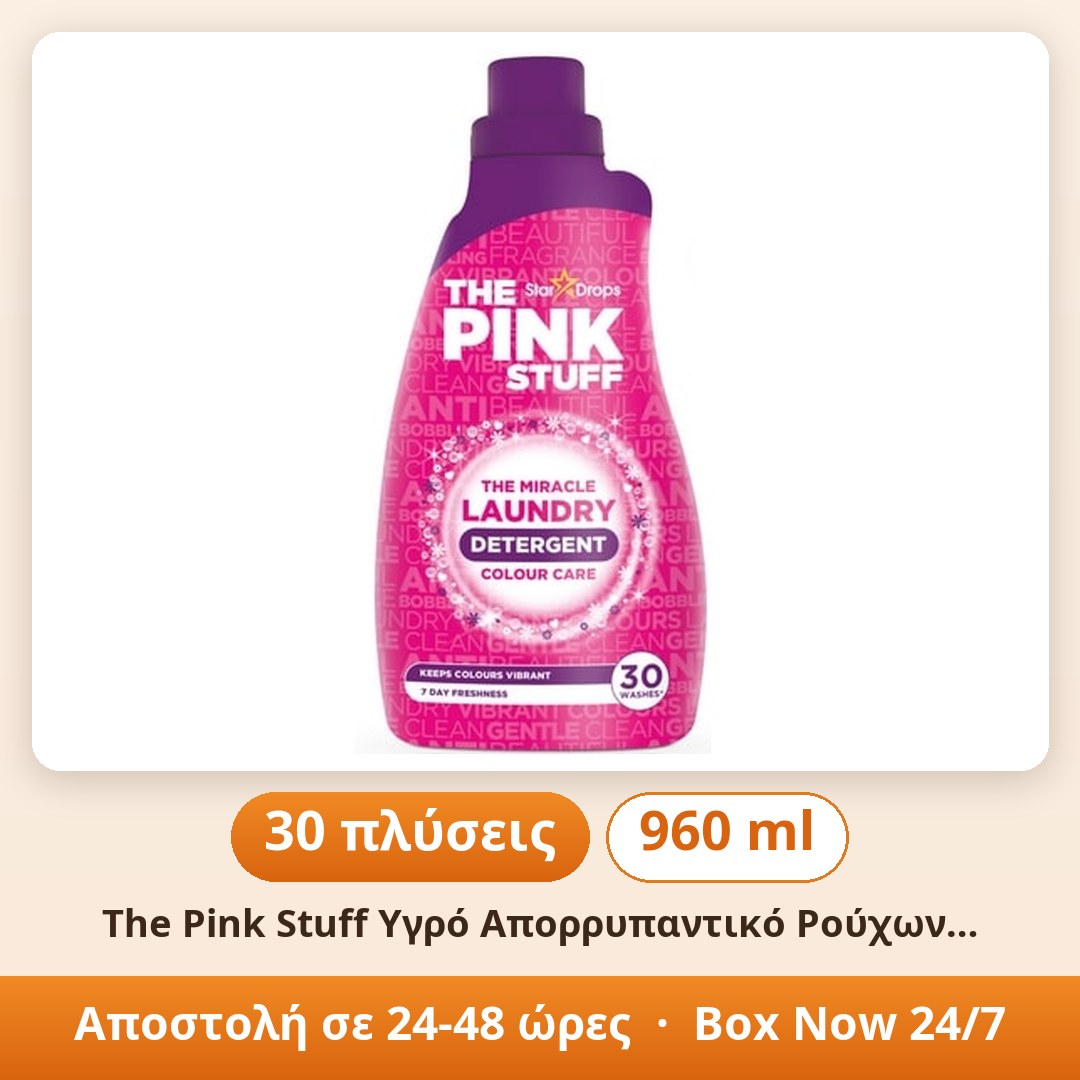 THE Star Drops
PINK
STUFF
THE MIRACLE
LAUNDRY
DETERGENT
COLOUR CARE
KEEPS COLOURS VIBRANT
7 DAY FRESHNESS
30
WASHES*
30 πλύσεις
960 ml
The Pink Stuff Υγρό Απορρυπαντικό Ρούχων...
Αποστολή σε 24-48 ώρες · Box Now 24/7